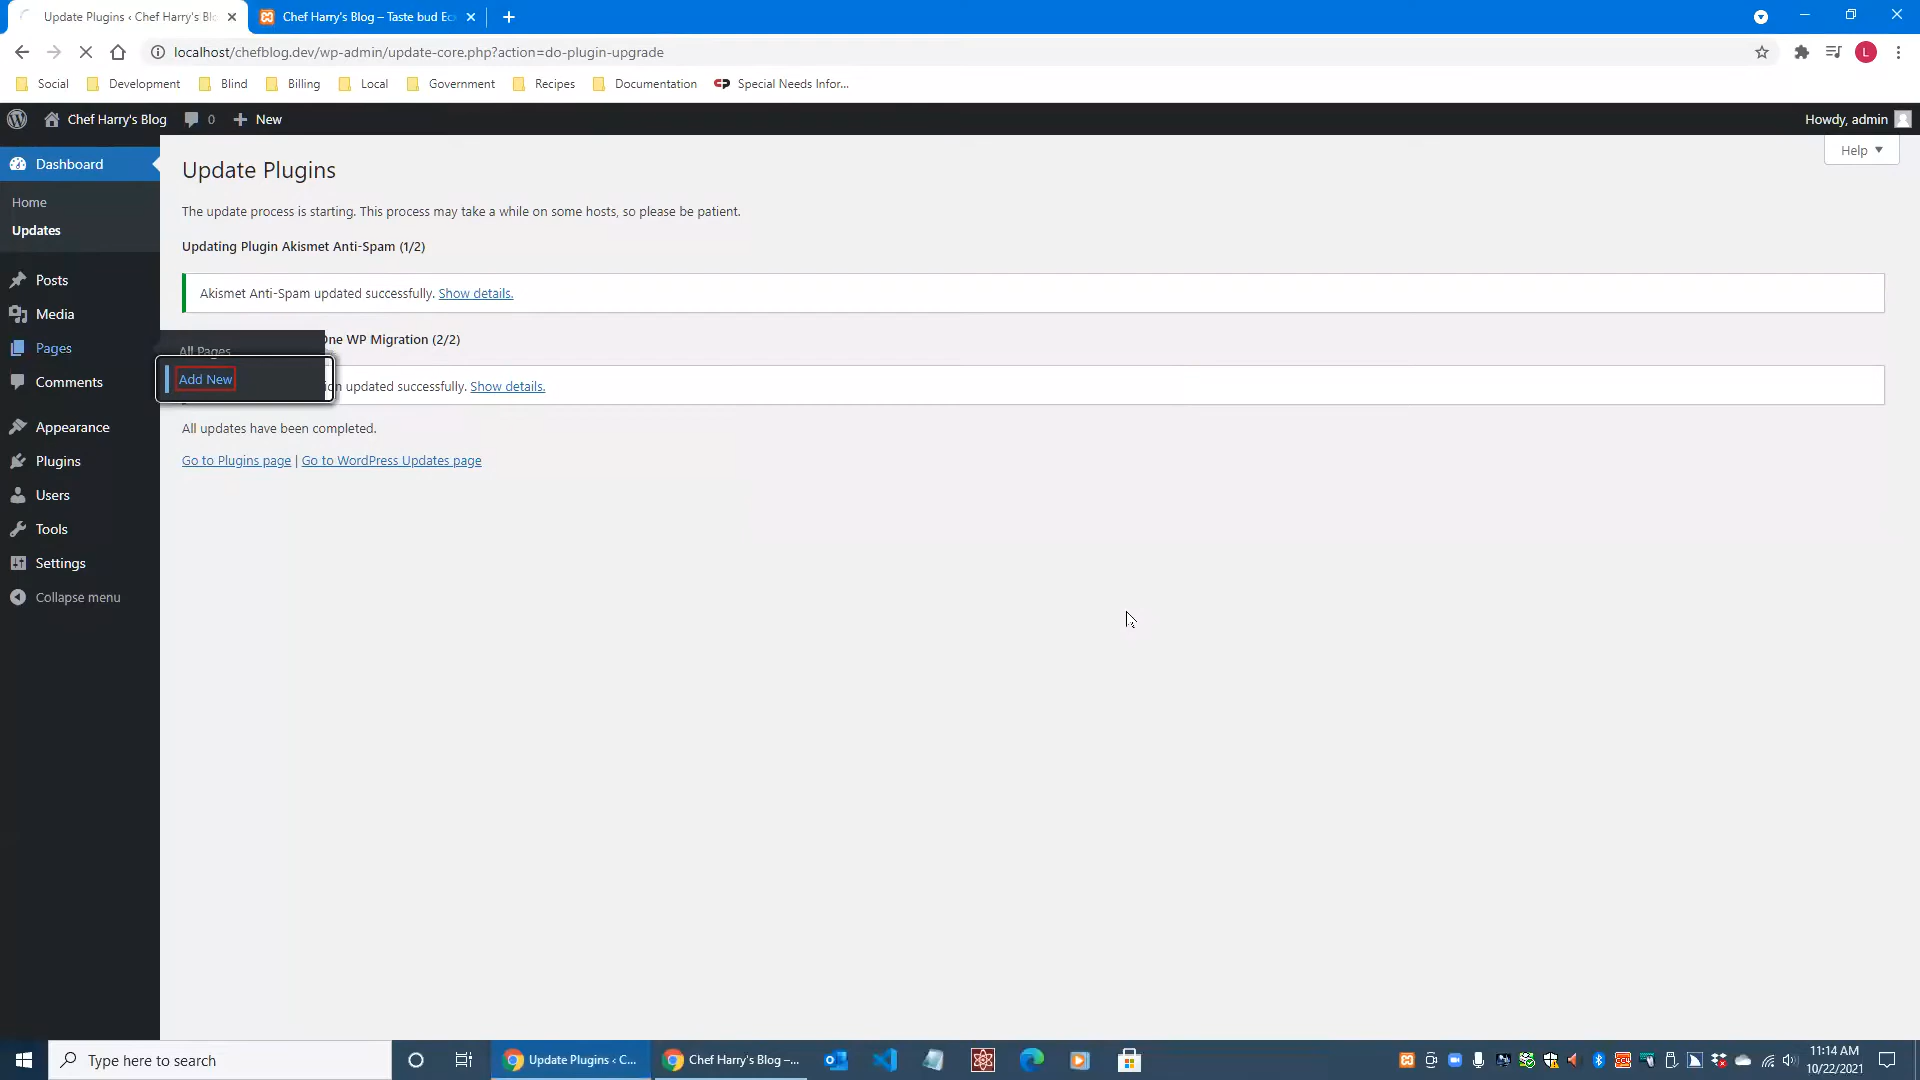 Update Plugins ‹ Chef Harry's Blo
Chef Harry's Blog – Taste bud Ec
localhost/chefblog.dev/wp-admin/update-core.php?action=do-plugin-upgrade
L
Social
Development
Blind
Billing
Local
Government
Recipes
Documentation
Special Needs Infor...
Chef Harry's Blog
0
New
Howdy, admin
Help
Dashboard
Home
Updates
Posts
Media
Pages
Comments
Appearance
Plugins
Users
Tools
Settings
Collapse menu
All Pages
Add New
Update Plugins
The update process is starting. This process may take a while on some hosts, so please be patient.
Updating Plugin Akismet Anti-Spam (1/2)
Akismet Anti-Spam updated successfully. Show details.
One WP Migration (2/2)
ion updated successfully. Show details.
All updates have been completed.
Go to Plugins page | Go to WordPress Updates page
Type here to search
Update Plugins ‹ C...
Chef Harry's Blog –...
11:14 AM
10/22/2021